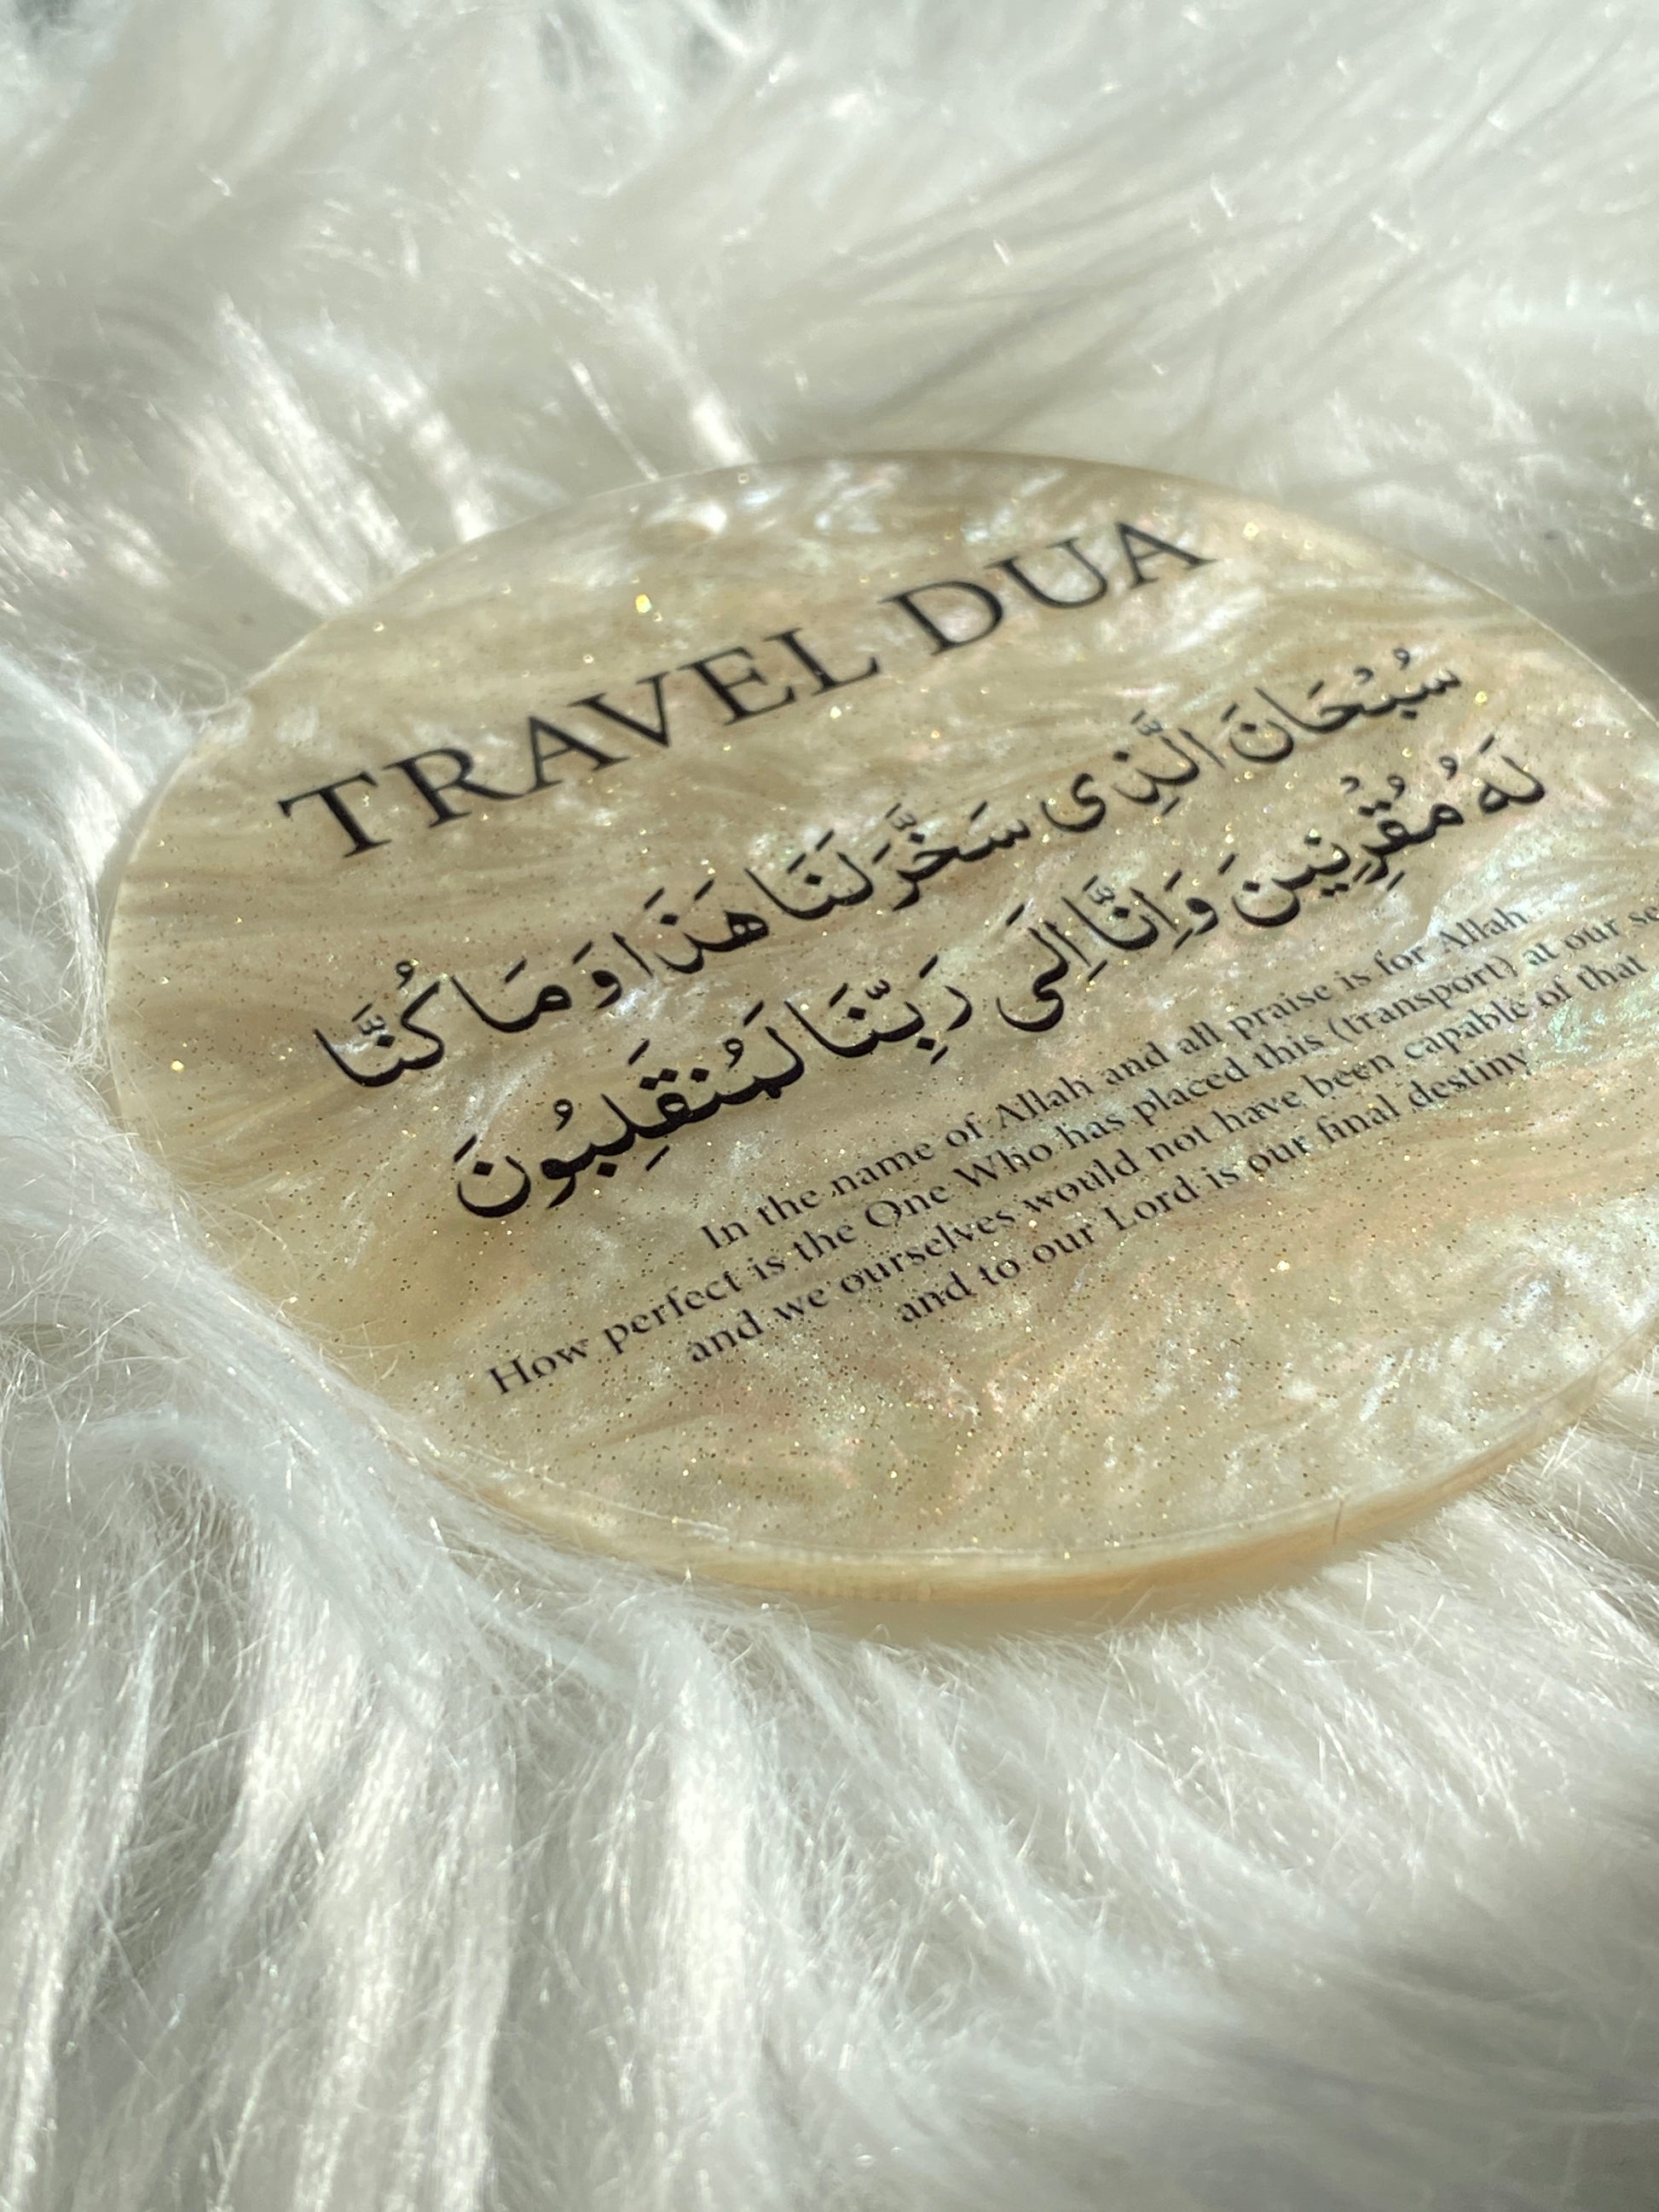 TRAVEL DUA
سُبْحَانَ الَّذِى سَخَّرَ لَنَا هَذَا وَمَا كُنَّا
لَهُ مُقْرِنِينَ وَاِنَّا اِلَى رَبِّنَا لَمُنقَلِبُونَ
In the name of Allah and all praise is for Allah
How perfect is the One Who has placed this (transport) at our
and we ourselves would not have been capable of that
and to our Lord is our final destiny